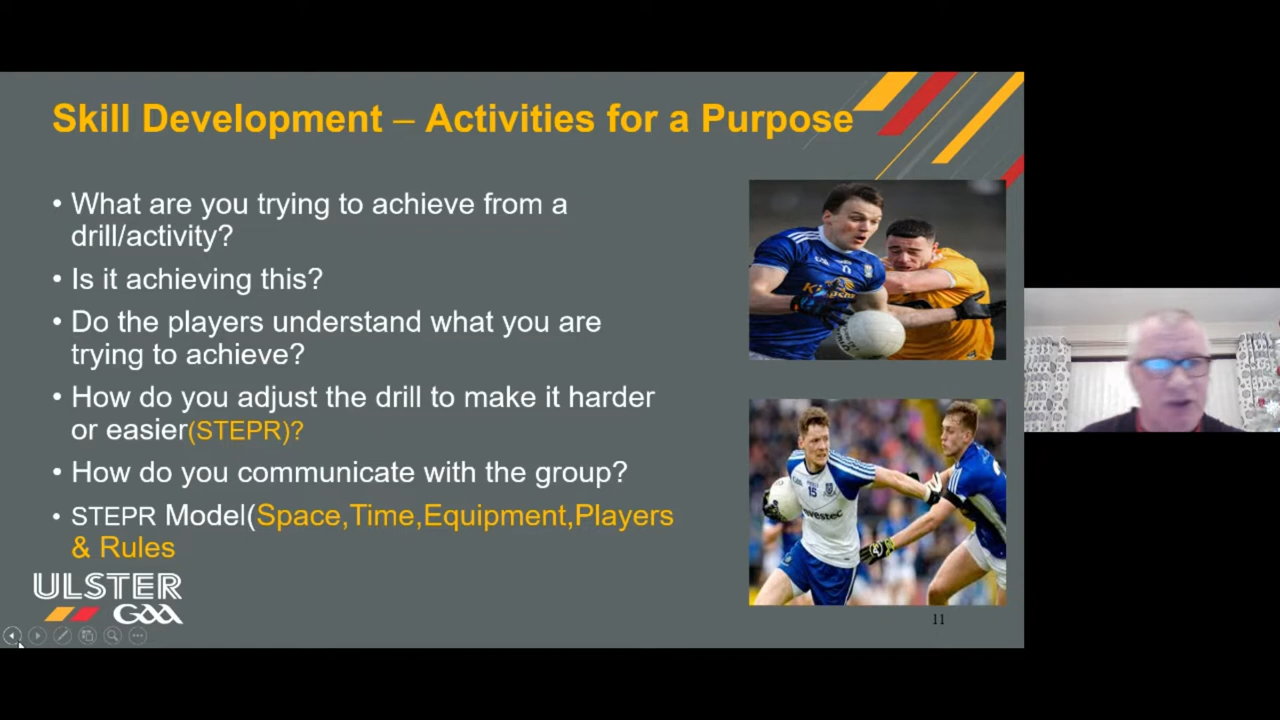 Skill Development – Activities for a Purpose
• What are you trying to achieve from a
drill/activity?
• Is it achieving this?
• Do the players understand what you are
trying to achieve?
• How do you adjust the drill to make it harder
or easier(STEPR)?
• How do you communicate with the group?
• STEPR Model(Space,Time,Equipment,Players
& Rules
ULSTER
GAA
15
11